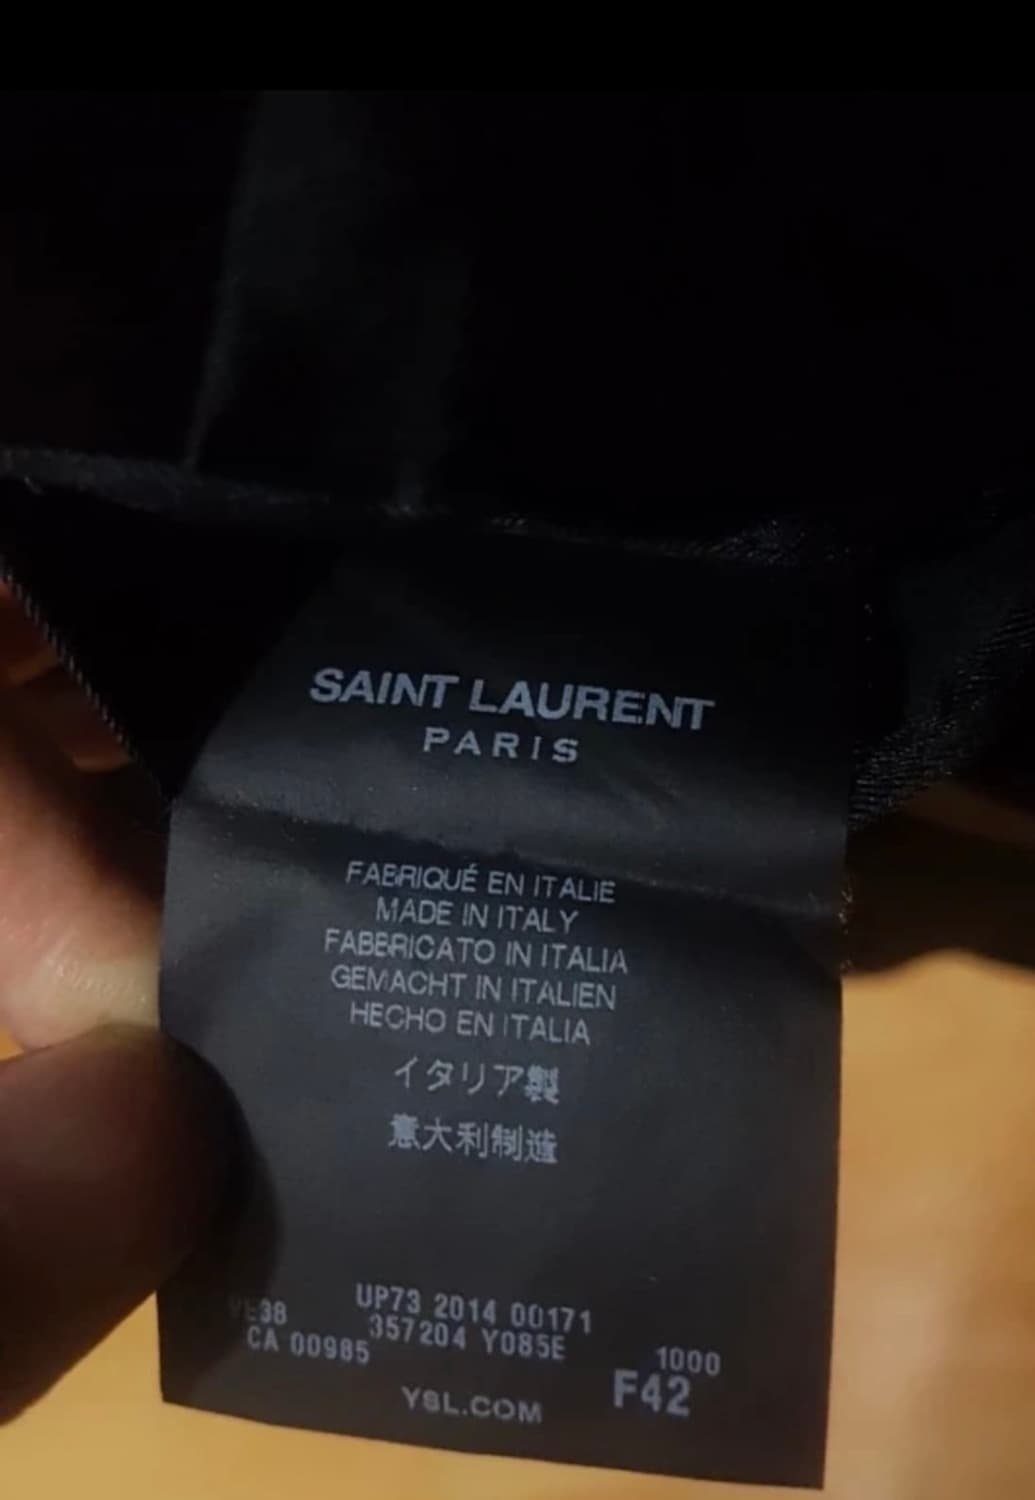 SAINT LAURENT
PARIS
FABRIQUÉ EN ITALIE
MADE IN ITALY
FABBRICATO IN ITALIA
GEMACHT IN ITALIEN
HECHO EN ITALIA
イタリア製
意大利制造
UP73 2014 00171
357204 Y085E
CA 00985
1000
F42
YSL.COM